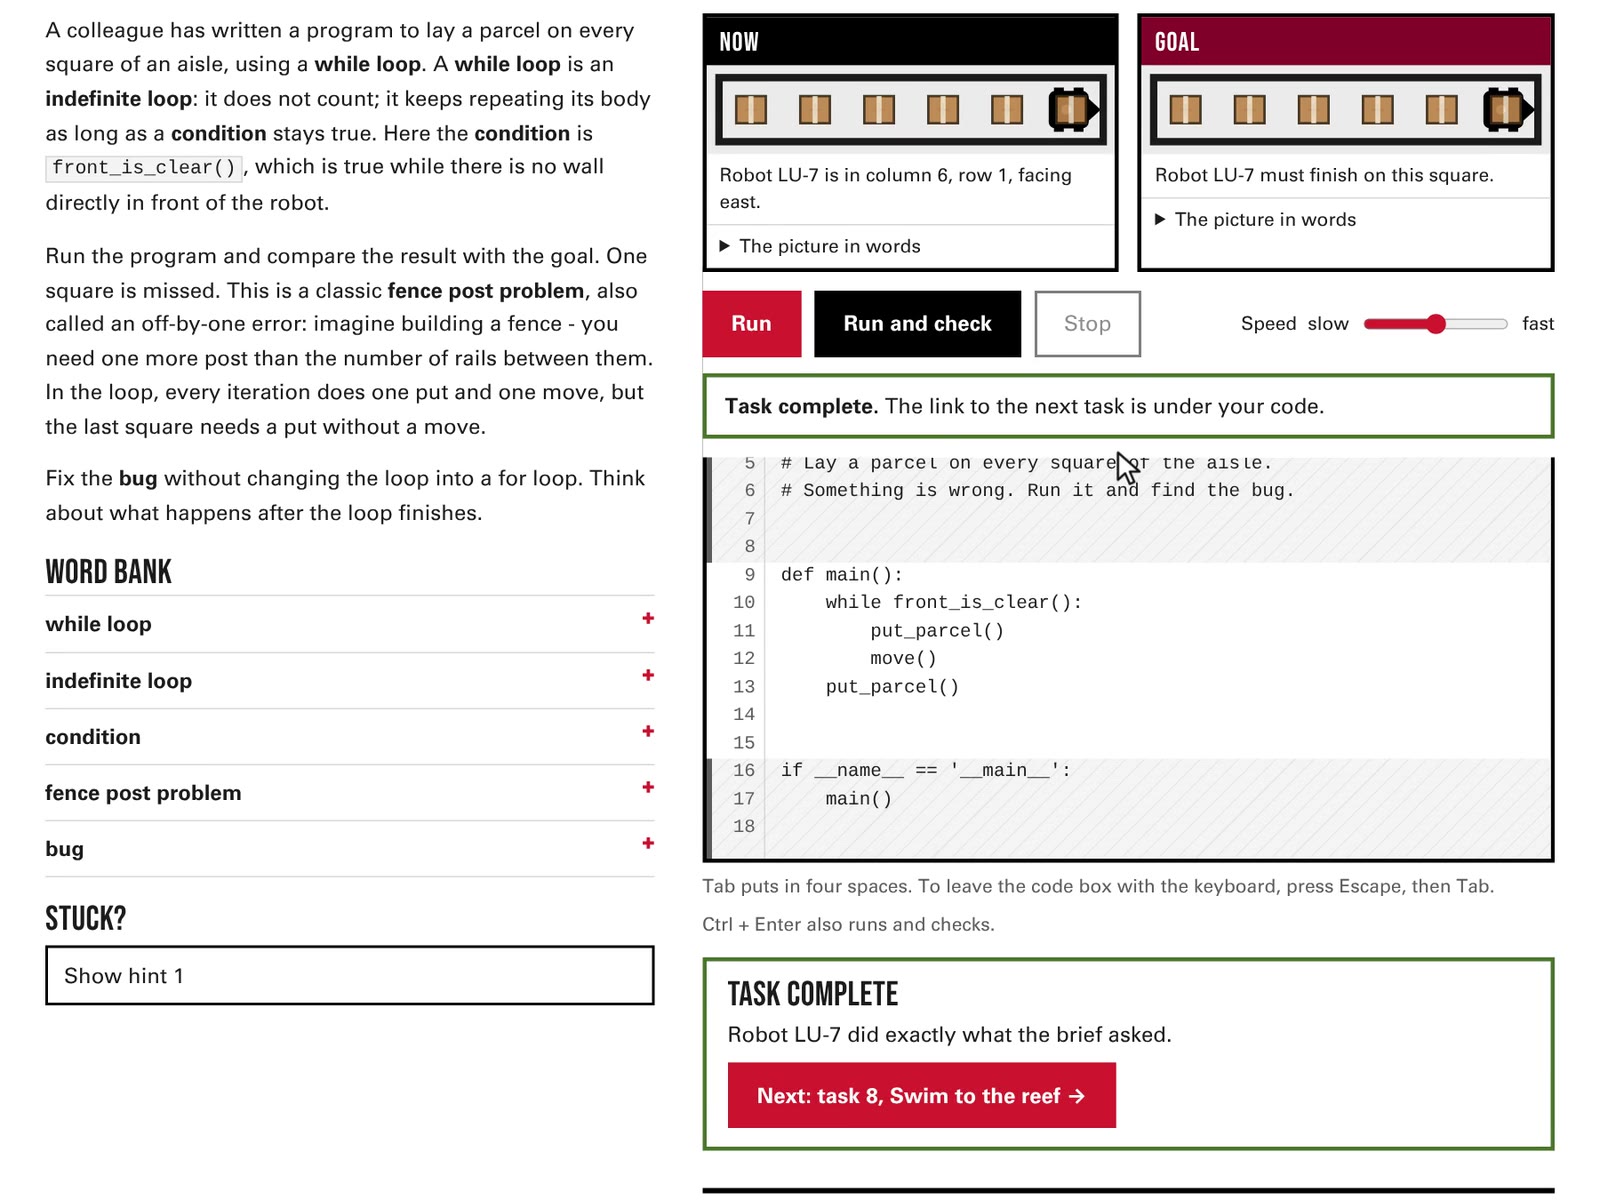 A colleague has written a program to lay a parcel on every
square of an aisle, using a while loop. A while loop is an
indefinite loop: it does not count; it keeps repeating its body
as long as a condition stays true. Here the condition is
front_is_clear(), which is true while there is no wall
directly in front of the robot.
Run the program and compare the result with the goal. One
square is missed. This is a classic fence post problem, also
called an off-by-one error: imagine building a fence - you
need one more post than the number of rails between them.
In the loop, every iteration does one put and one move, but
the last square needs a put without a move.
Fix the bug without changing the loop into a for loop. Think
about what happens after the loop finishes.
WORD BANK
while loop +
indefinite loop +
condition +
fence post problem +
bug +
STUCK?
Show hint 1
NOW
Robot LU-7 is in column 6, row 1, facing
east.
▶ The picture in words
GOAL
Robot LU-7 must finish on this square.
▶ The picture in words
Run
Run and check
Stop
Speed slow fast
Task complete. The link to the next task is under your code.
5 # Lay a parcel on every square of the aisle.
6 # Something is wrong. Run it and find the bug.
7
8
9 def main():
10     while front_is_clear():
11         put_parcel()
12         move()
13     put_parcel()
14
15
16 if __name__ == '__main__':
17     main()
18
Tab puts in four spaces. To leave the code box with the keyboard, press Escape, then Tab.
Ctrl + Enter also runs and checks.
TASK COMPLETE
Robot LU-7 did exactly what the brief asked.
Next: task 8, Swim to the reef →